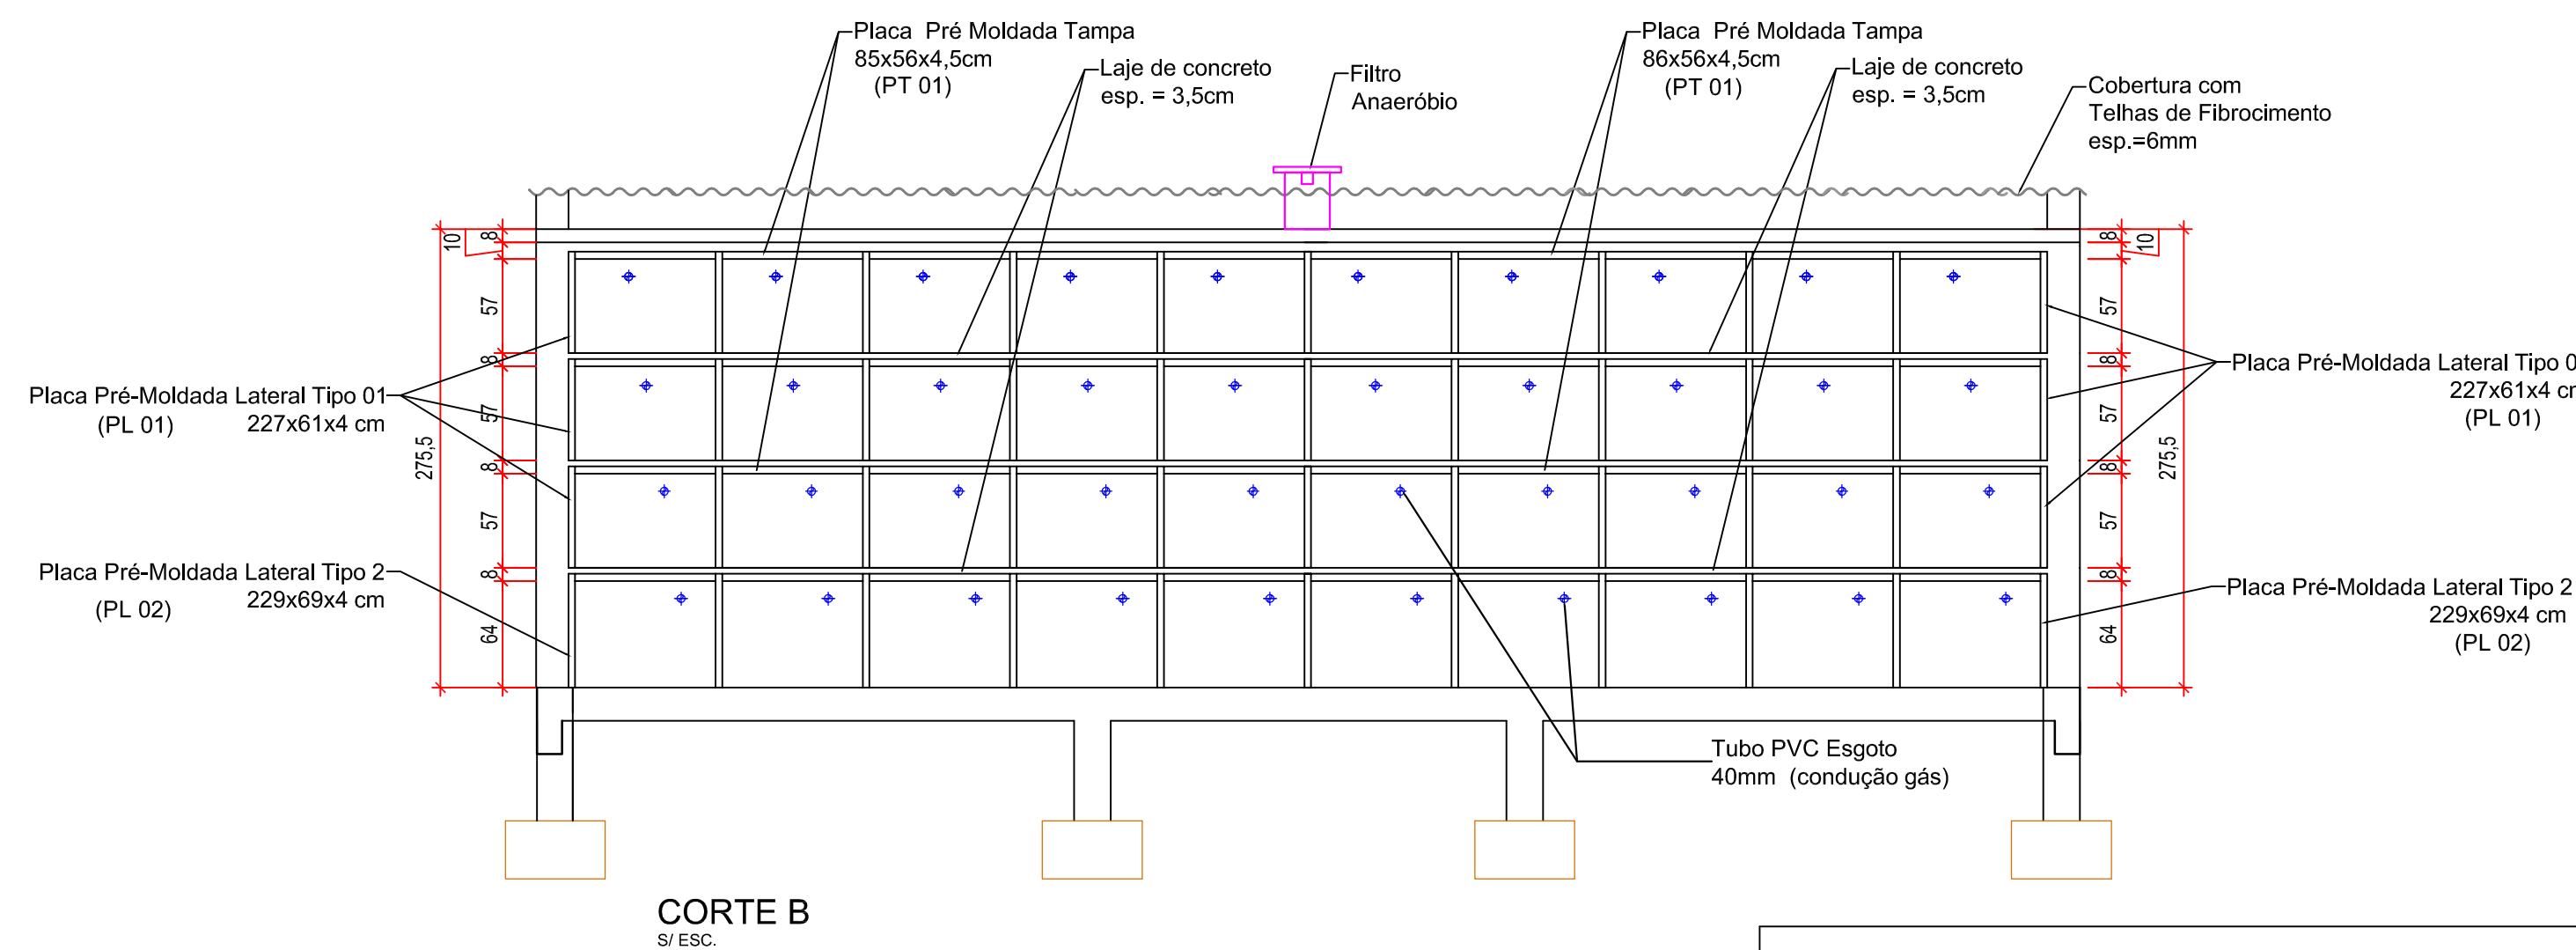 Placa Pré Moldada Tampa
85x56x4,5cm
(PT 01)
Laje de concreto
esp. = 3,5cm
Filtro
Anaeróbio
Placa Pré Moldada Tampa
86x56x4,5cm
(PT 01)
Laje de concreto
esp. = 3,5cm
Cobertura com
Telhas de Fibrocimento
esp.=6mm
10
8
57
8
57
8
57
8
64
275,5
8
10
57
8
57
8
57
8
64
275,5
Placa Pré-Moldada Lateral Tipo 01
(PL 01) 227x61x4 cm
Placa Pré-Moldada Lateral Tipo 2
229x69x4 cm
(PL 02)
Placa Pré-Moldada Lateral Tipo 0
227x61x4 cm
(PL 01)
Placa Pré-Moldada Lateral Tipo 2
229x69x4 cm
(PL 02)
Tubo PVC Esgoto
40mm (condução gás)
CORTE B
S/ ESC.